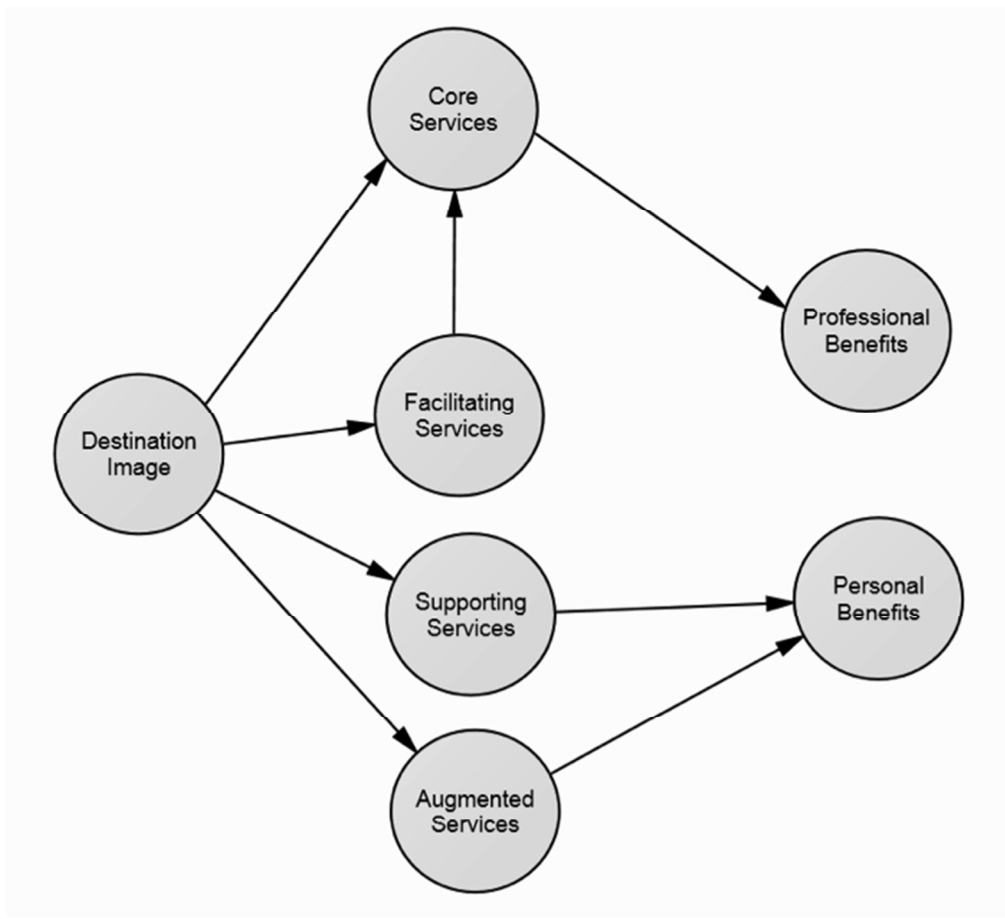 Core
Services
Professional
Benefits
Facilitating
Services
Destination
Image
Supporting
Services
Personal
Benefits
Augmented
Services